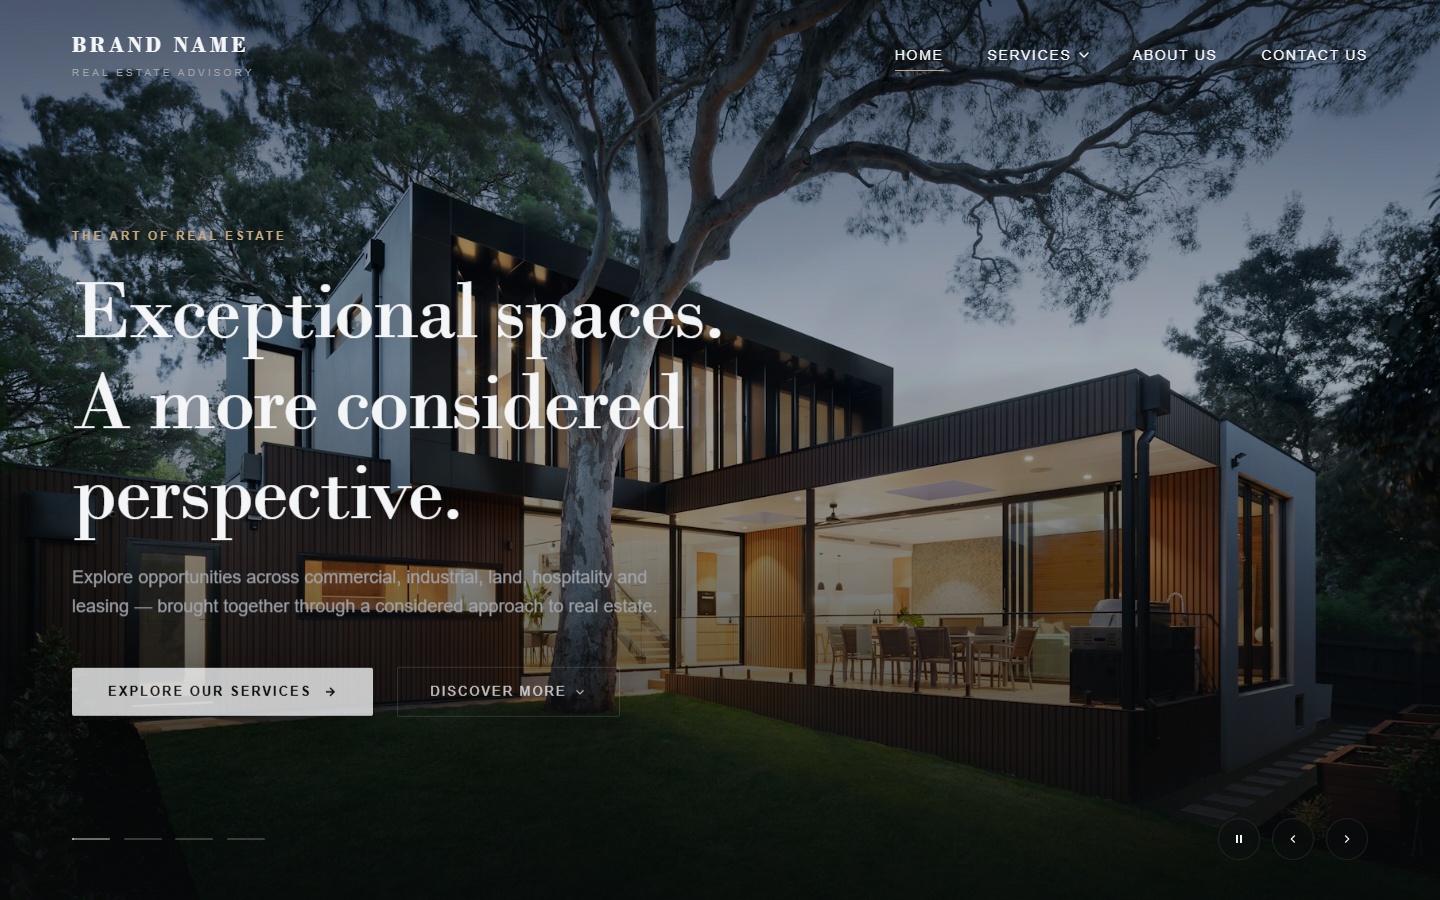 BRAND NAME
REAL ESTATE ADVISORY
HOME
SERVICES
ABOUT US
CONTACT US
THE ART OF REAL ESTATE
Exceptional spaces.
A more considered
perspective.
Explore opportunities across commercial, industrial, land, hospitality and
leasing — brought together through a considered approach to real estate.
EXPLORE OUR SERVICES →
DISCOVER MORE